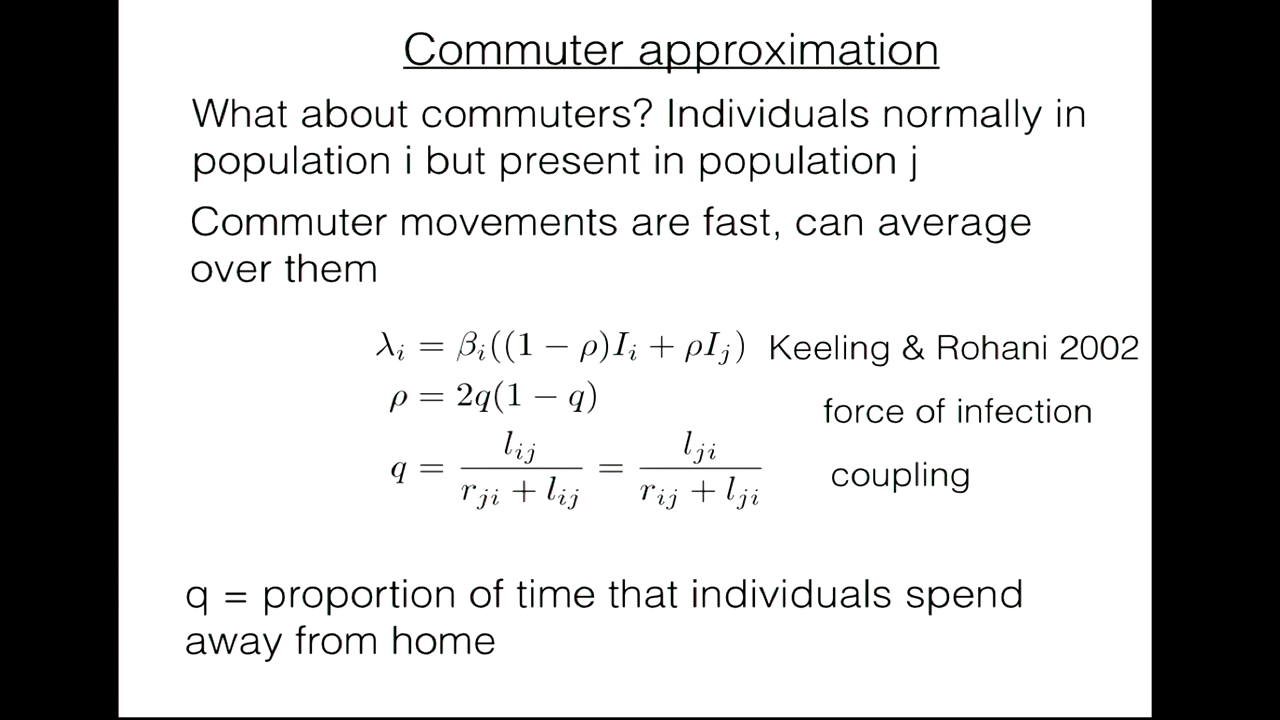 Commuter approximation
What about commuters? Individuals normally in
population i but present in population j
Commuter movements are fast, can average
over them
λ_i = β_i((1 − ρ)I_i + ρI_j) Keeling & Rohani 2002
ρ = 2q(1 − q)
force of infection
q = l_ij / (r_ji + l_ij) = l_ji / (r_ij + l_ji)
coupling
q = proportion of time that individuals spend
away from home